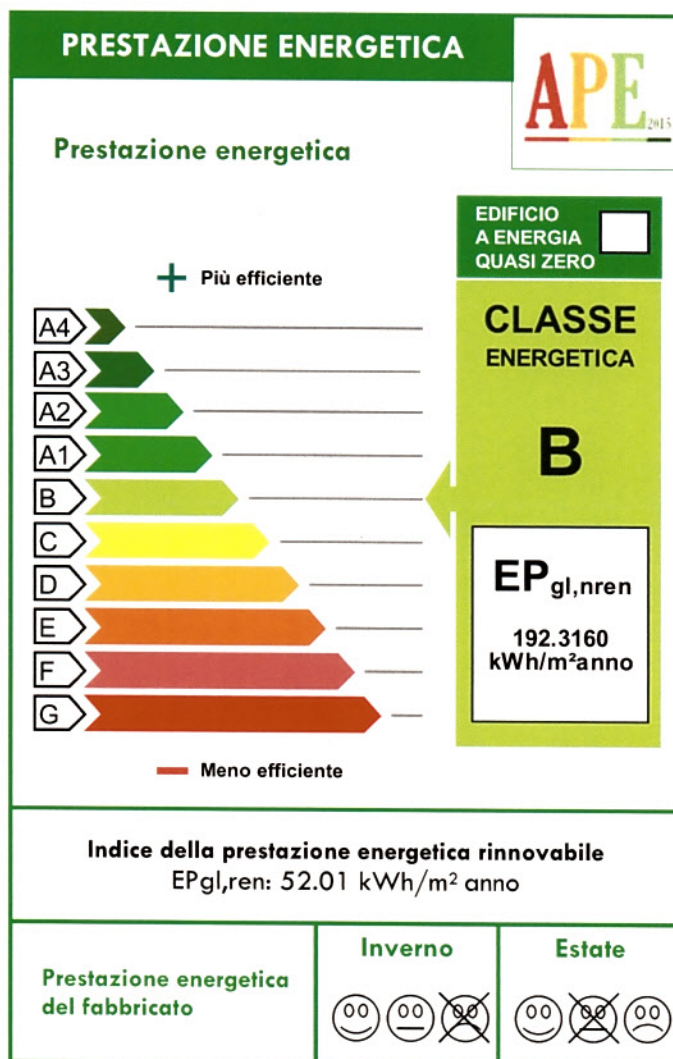 PRESTAZIONE ENERGETICA
APE 2015
Prestazione energetica
EDIFICIO
A ENERGIA
QUASI ZERO
Più efficiente
CLASSE
ENERGETICA
B
A4
A3
A2
A1
B
C
D
E
F
G
EPgl,nren
192.3160
kWh/m²anno
Meno efficiente
Indice della prestazione energetica rinnovabile
EPgl,ren: 52.01 kWh/m² anno
Prestazione energetica
del fabbricato
Inverno
Estate